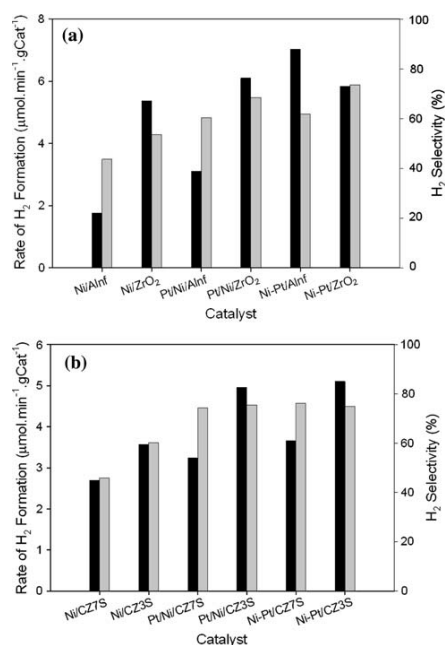 (a)
Rate of H₂ Formation (μmol.min⁻¹.gCat⁻¹)
8
6
4
2
0
100
80
60
40
20
0
H₂ Selectivity (%)
Ni/Alnf
Ni/ZrO₂
Pt/Ni/Alnf
Pt/Ni/ZrO₂
Ni-Pt/Alnf
Ni-Pt/ZrO₂
Catalyst
(b)
Rate of H₂ Formation (μmol.min⁻¹.gCat⁻¹)
6
5
4
3
2
1
0
100
80
60
40
20
0
H₂ Selectivity (%)
Ni/CZ7S
Ni/CZ3S
Pt/Ni/CZ7S
Pt/Ni/CZ3S
Ni-Pt/CZ7S
Ni-Pt/CZ3S
Catalyst